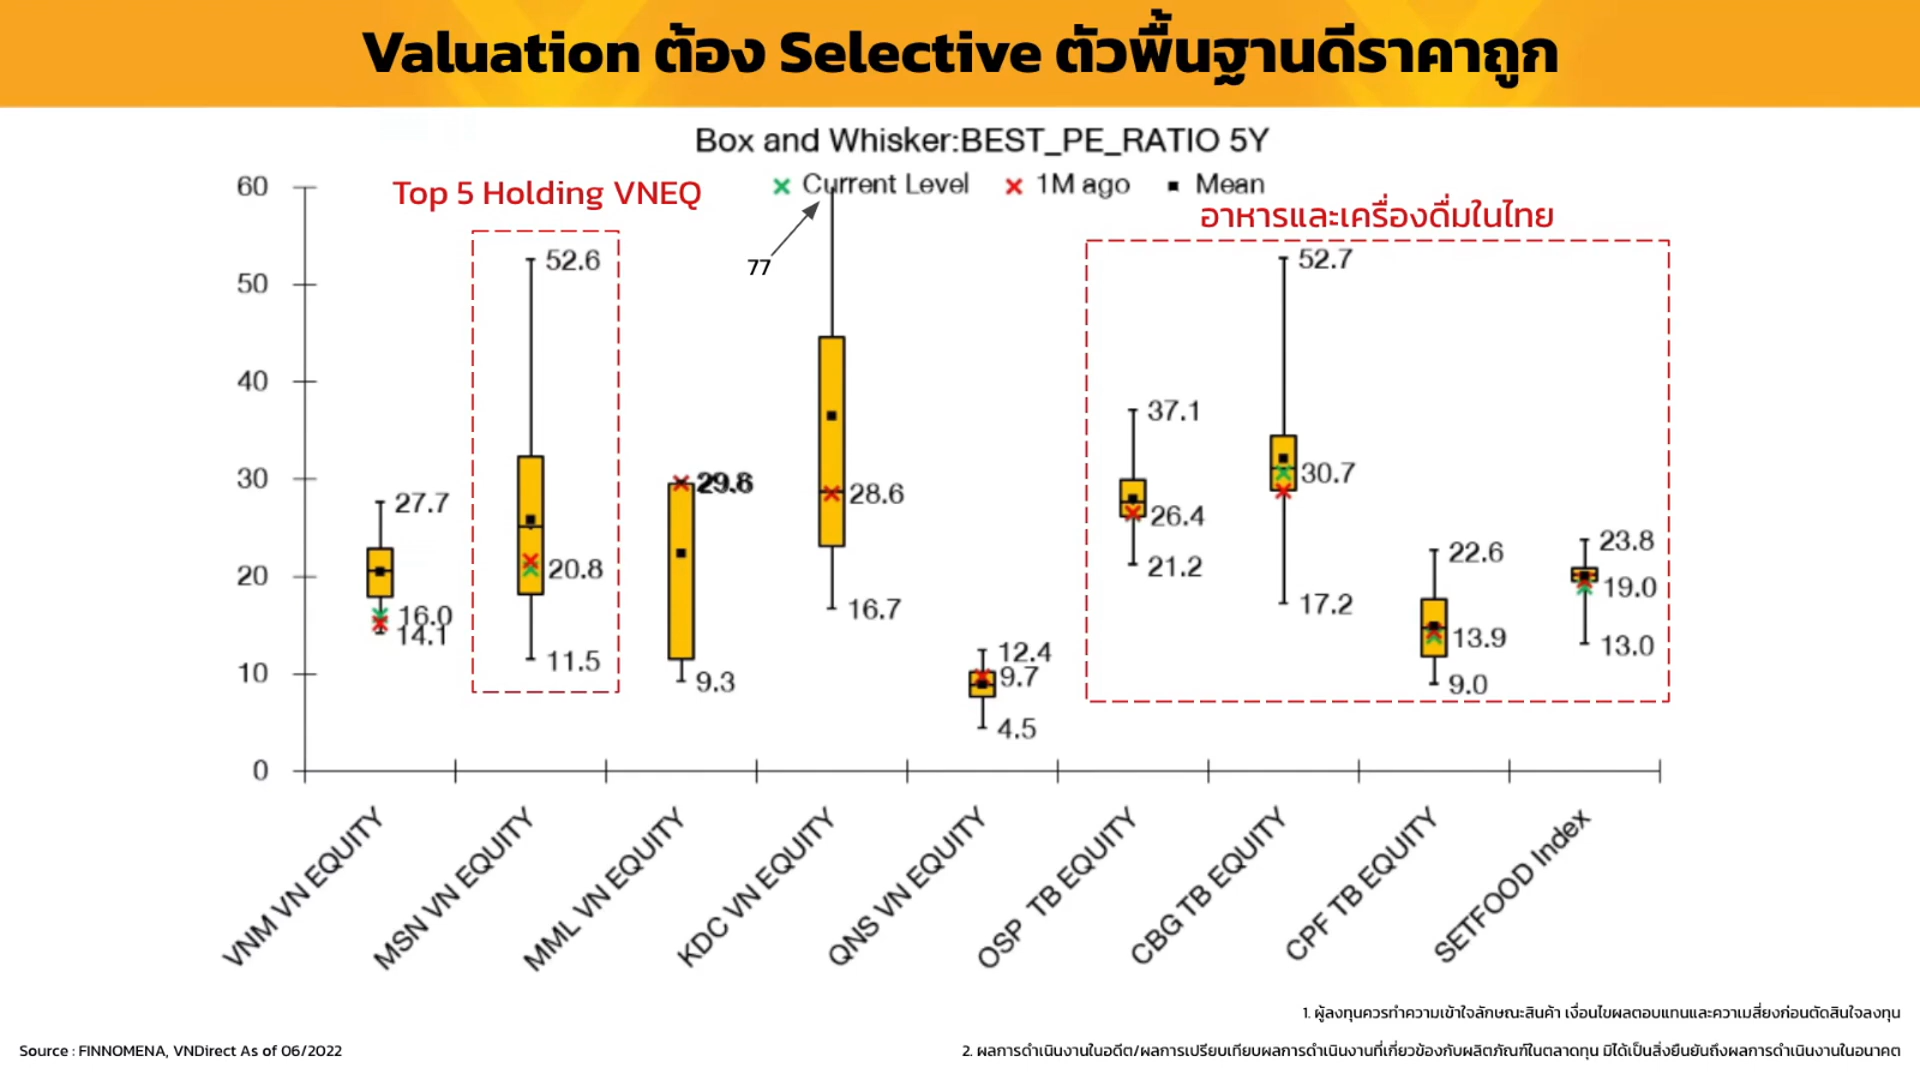 Valuation ต้อง Selective ตัวพื้นฐานดีราคาถูก
Box and Whisker:BEST_PE_RATIO 5Y
Current Level 1M ago Mean
Top 5 Holding VNEQ
อาหารและเครื่องดื่มในไทย
77
60
50
40
30
20
10
0
27.7
16.0
14.1
52.6
20.8
11.5
29.8
9.3
28.6
16.7
12.4
9.7
4.5
37.1
26.4
21.2
52.7
30.7
17.2
22.6
13.9
9.0
23.8
19.0
13.0
VNM VN EQUITY
MSN VN EQUITY
MML VN EQUITY
KDC VN EQUITY
QNS VN EQUITY
OSP TB EQUITY
CBG TB EQUITY
CPF TB EQUITY
SETFOOD Index
1. ผู้ลงทุนควรทำความเข้าใจลักษณะสินค้า เงื่อนไขผลตอบแทนและความเสี่ยงก่อนตัดสินใจลงทุน
Source : FINNOMENA, VNDirect As of 06/2022
2. ผลการดำเนินงานในอดีต/ผลการเปรียบเทียบผลการดำเนินงานที่เกี่ยวข้องกับผลิตภัณฑ์ในตลาดทุน มิได้เป็นสิ่งยืนยันถึงผลการดำเนินงานในอนาคต